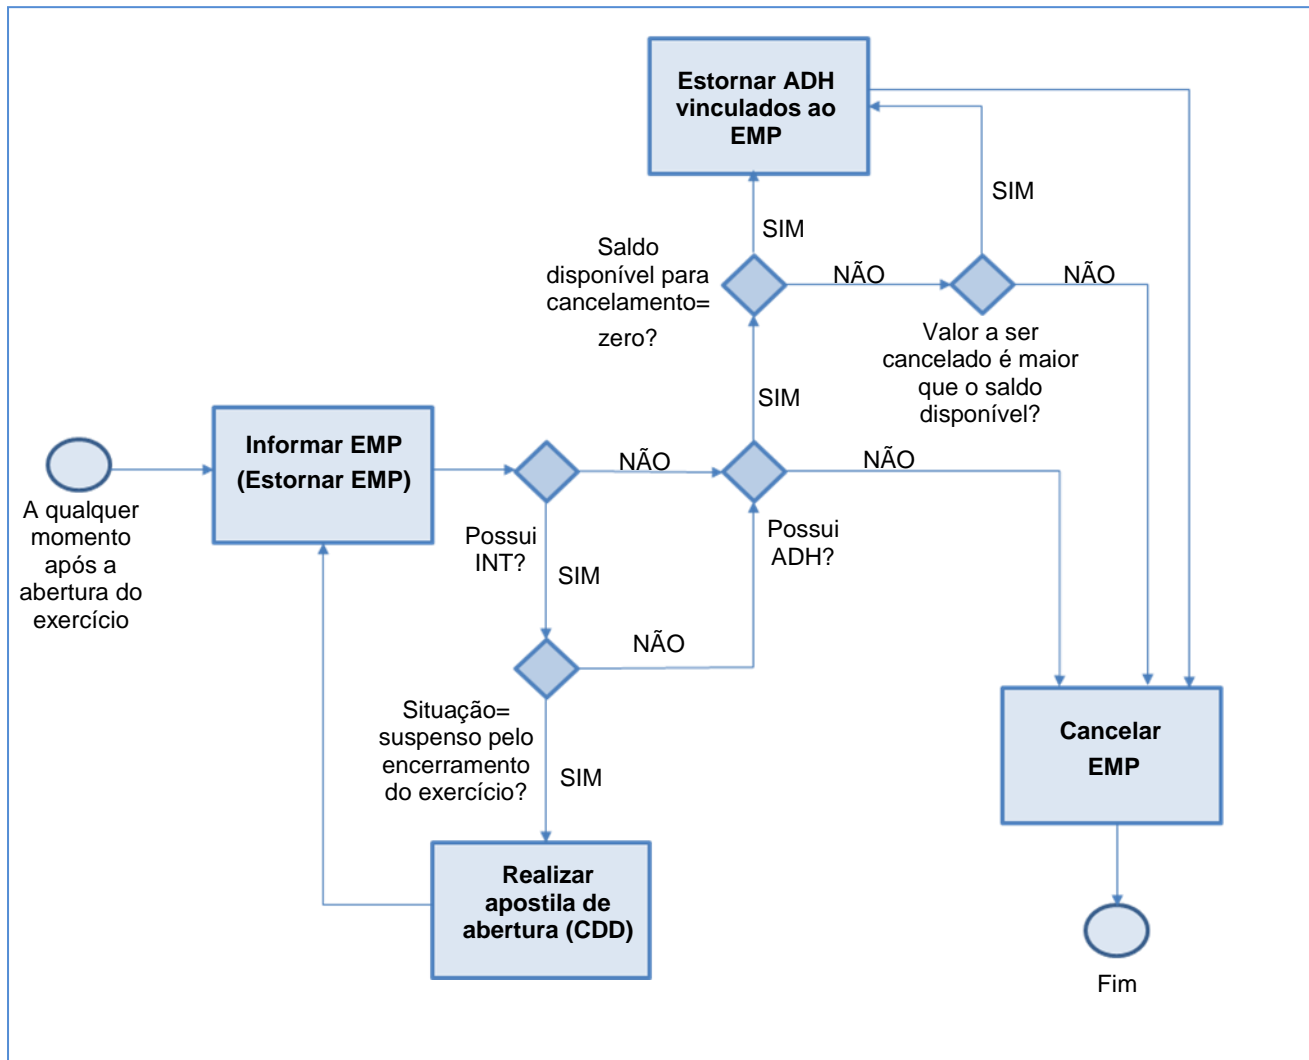 Estornar ADH
vinculados ao
EMP
SIM
SIM
Saldo
disponível para
cancelamento=
zero?
NÃO
NÃO
Valor a ser
cancelado é maior
que o saldo
disponível?
SIM
Informar EMP
(Estornar EMP)
NÃO
NÃO
A qualquer
momento
após a
abertura do
exercício
Possui
INT?
Possui
ADH?
SIM
NÃO
Situação=
suspenso pelo
encerramento
do exercício?
SIM
Cancelar
EMP
Realizar
apostila de
abertura (CDD)
Fim